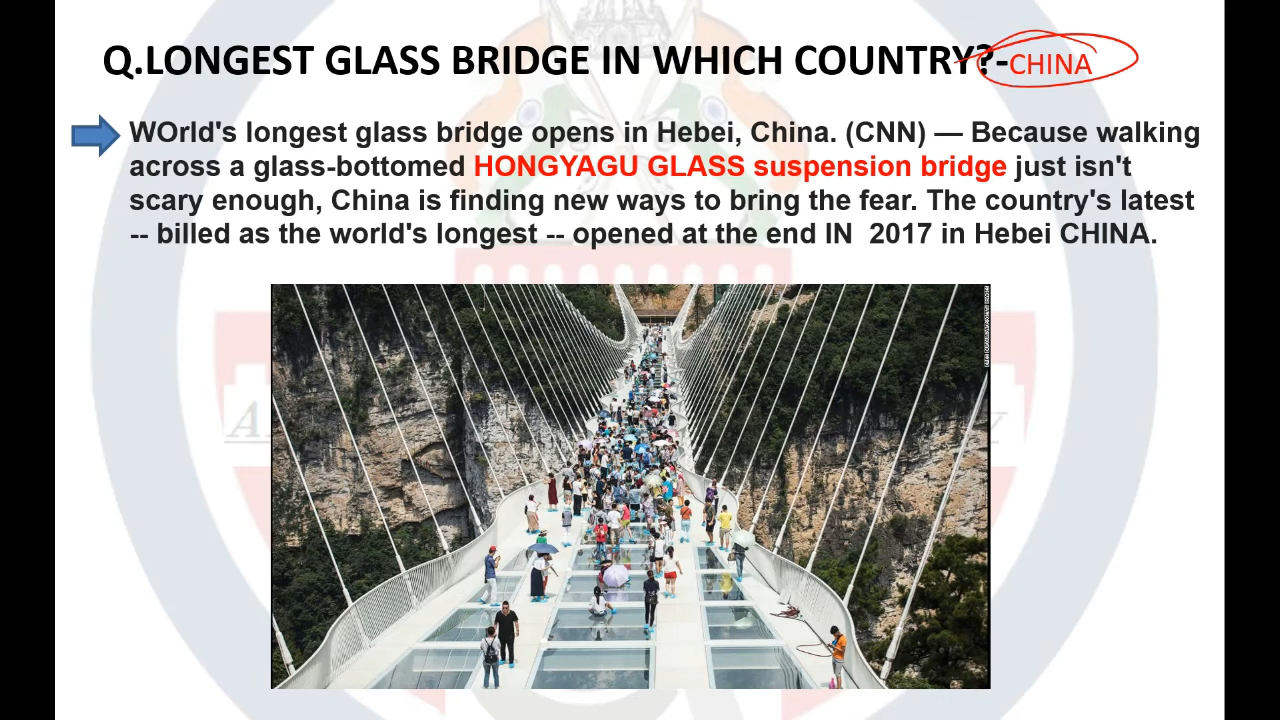 Q.LONGEST GLASS BRIDGE IN WHICH COUNTRY?-CHINA
WOrld's longest glass bridge opens in Hebei, China. (CNN) — Because walking
across a glass-bottomed HONGYAGU GLASS suspension bridge just isn't
scary enough, China is finding new ways to bring the fear. The country's latest
-- billed as the world's longest -- opened at the end IN 2017 in Hebei CHINA.